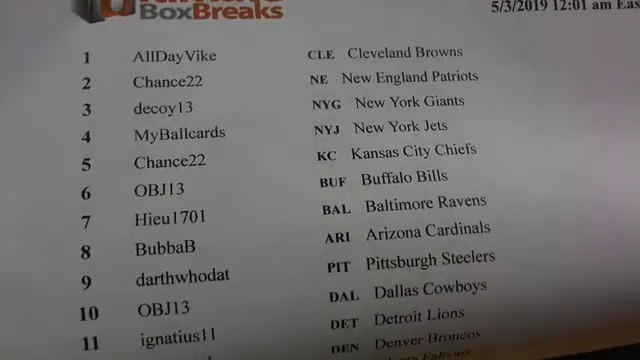 BoxBreaks 5/3/2019 12:01 am Eas
1 AllDayVike CLE Cleveland Browns
2 Chance22 NE New England Patriots
3 decoy13 NYG New York Giants
4 MyBallcards NYJ New York Jets
5 Chance22 KC Kansas City Chiefs
6 OBJ13 BUF Buffalo Bills
7 Hieu1701 BAL Baltimore Ravens
8 BubbaB ARI Arizona Cardinals
9 darthwhodat PIT Pittsburgh Steelers
10 OBJ13 DAL Dallas Cowboys
11 ignatius11 DET Detroit Lions
DEN Denver Broncos